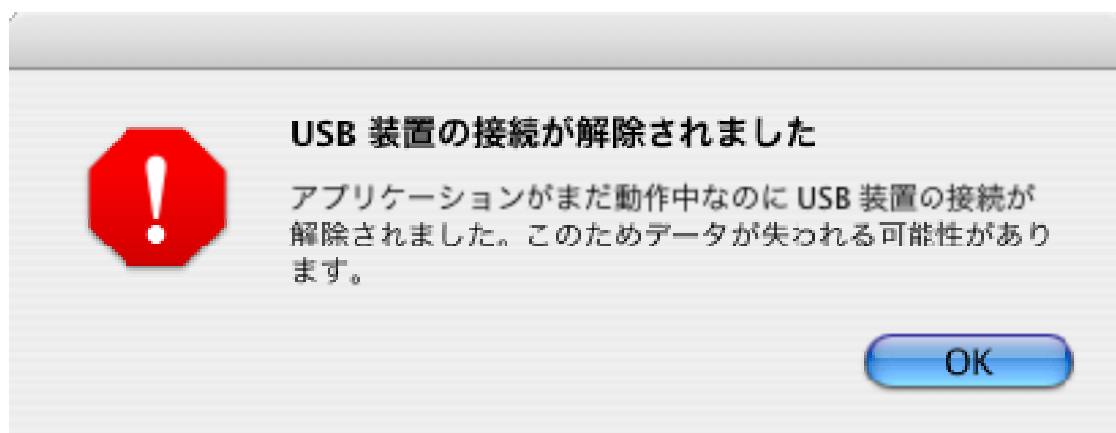 USB 装置の接続が解除されました
アプリケーションがまだ動作中なのに USB 装置の接続が
解除されました。このためデータが失われる可能性があり
ます。
OK